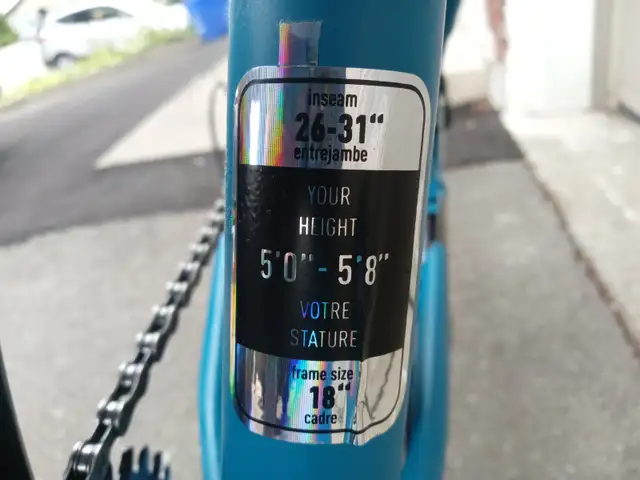 inseam
26-31"
entrejambe
YOUR
HEIGHT
5'0" - 5'8"
VOTRE
STATURE
frame size
18"
cadre